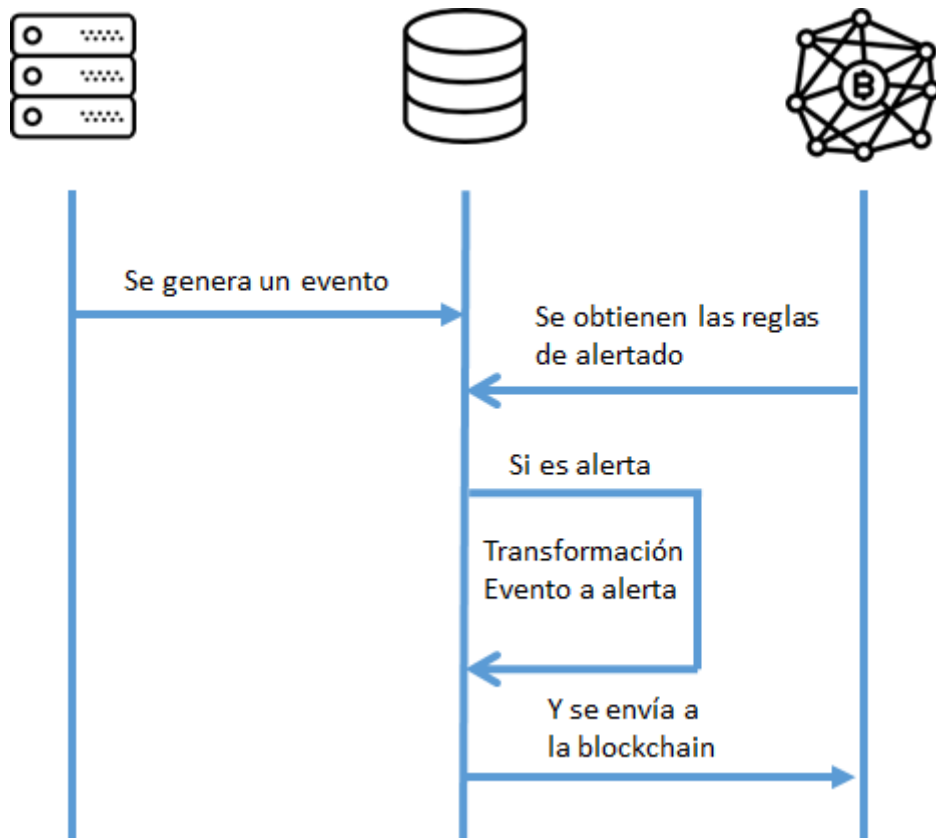 Se genera un evento
Se obtienen las reglas
de alertado
Si es alerta
Transformación
Evento a alerta
Y se envía a
la blockchain